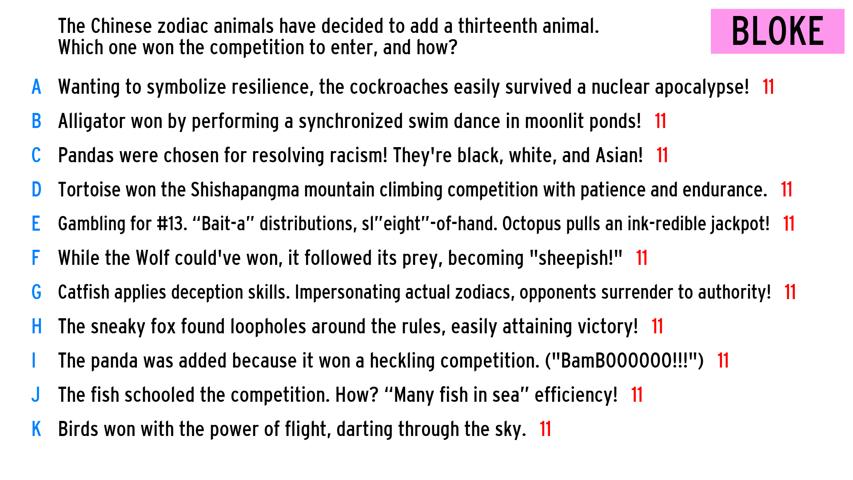 The Chinese zodiac animals have decided to add a thirteenth animal.
Which one won the competition to enter, and how?
BLOKE
A Wanting to symbolize resilience, the cockroaches easily survived a nuclear apocalypse! 11
B Alligator won by performing a synchronized swim dance in moonlit ponds! 11
C Pandas were chosen for resolving racism! They're black, white, and Asian! 11
D Tortoise won the Shishapangma mountain climbing competition with patience and endurance. 11
E Gambling for #13. “Bait-a” distributions, sl”eight”-of-hand. Octopus pulls an ink-redible jackpot! 11
F While the Wolf could've won, it followed its prey, becoming "sheepish!" 11
G Catfish applies deception skills. Impersonating actual zodiacs, opponents surrender to authority! 11
H The sneaky fox found loopholes around the rules, easily attaining victory! 11
I The panda was added because it won a heckling competition. ("BamBOOOOOO!!!") 11
J The fish schooled the competition. How? “Many fish in sea” efficiency! 11
K Birds won with the power of flight, darting through the sky. 11